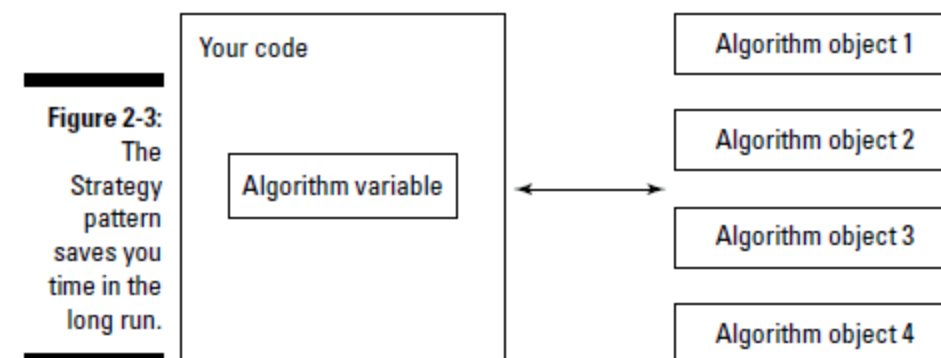 Your code
Algorithm variable
Algorithm object 1
Algorithm object 2
Algorithm object 3
Algorithm object 4
Figure 2-3:
The
Strategy
pattern
saves you
time in the
long run.